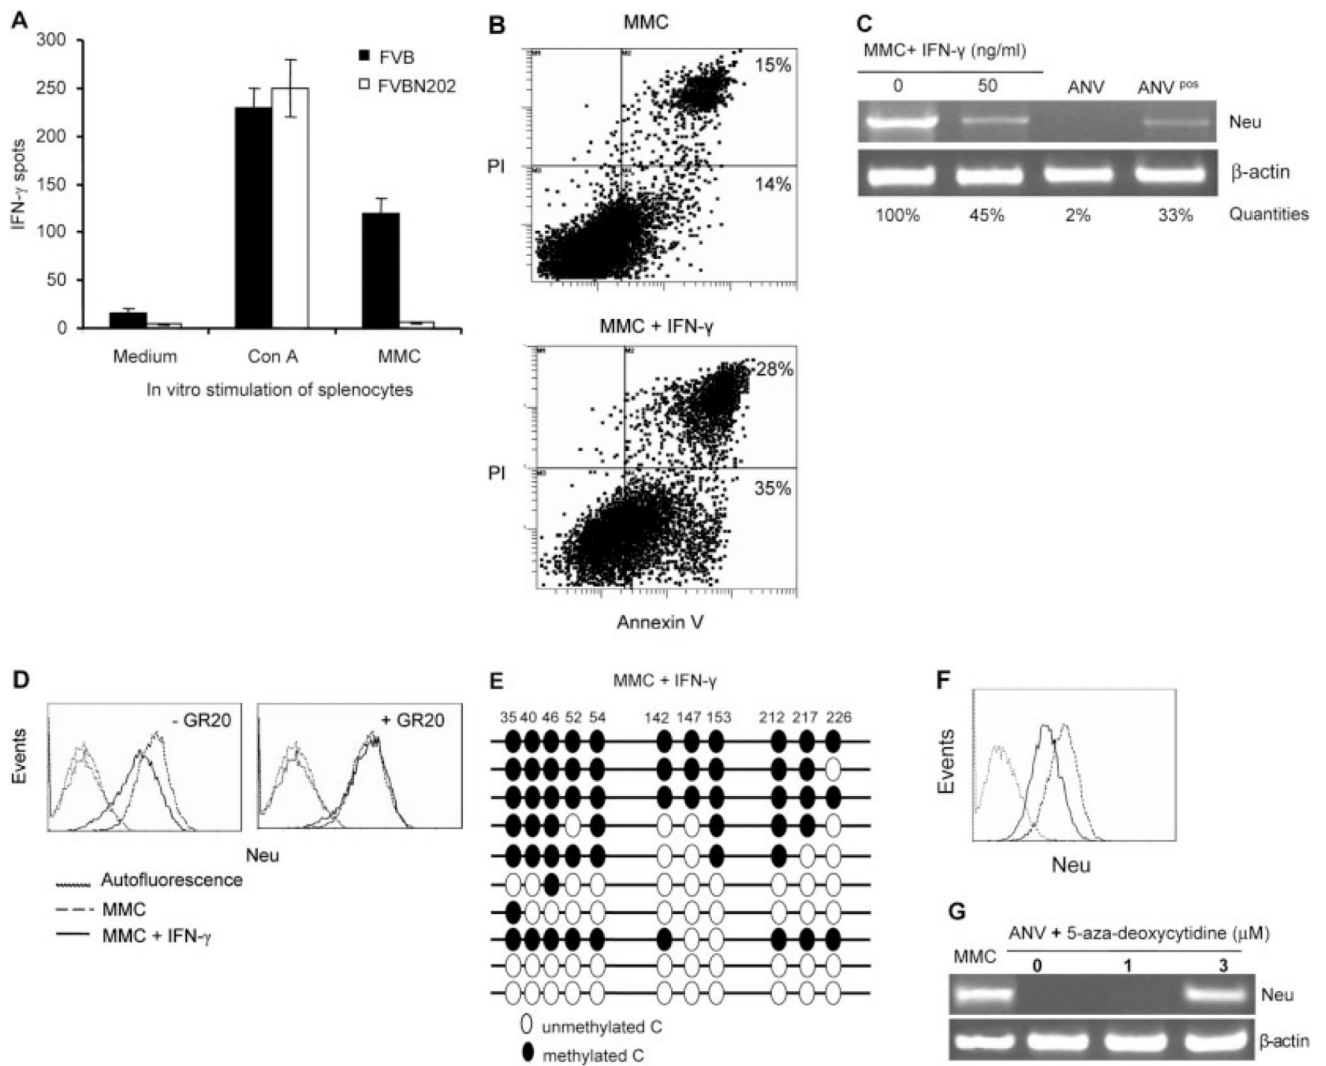 A
300
250
200
150
100
50
0
IFN-γ spots
FVB
FVBN202
Medium Con A MMC
In vitro stimulation of splenocytes
B
MMC
15%
14%
PI
MMC + IFN-γ
28%
35%
PI
Annexin V
C
MMC+ IFN-γ (ng/ml)
0 50 ANV ANV pos
Neu
β-actin
100% 45% 2% 33% Quantities
D
- GR20
+ GR20
Events
Neu
Autofluorescence
MMC
MMC + IFN-γ
E
MMC + IFN-γ
35 40 46 52 54 142 147 153 212 217 226
unmethylated C
methylated C
F
Events
Neu
G
ANV + 5-aza-deoxycytidine (μM)
MMC 0 1 3
Neu
β-actin